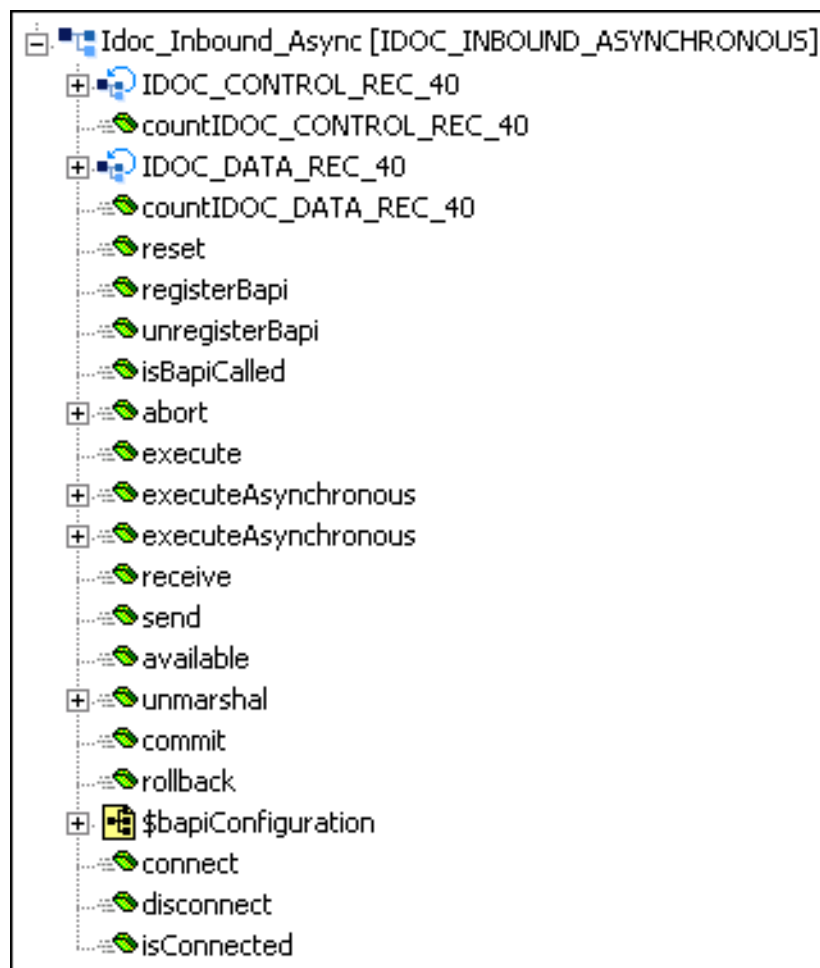 Idoc_Inbound_Async [IDOC_INBOUND_ASYNCHRONOUS]
IDOC_CONTROL_REC_40
countIDOC_CONTROL_REC_40
IDOC_DATA_REC_40
countIDOC_DATA_REC_40
reset
registerBapi
unregisterBapi
isBapiCalled
abort
execute
executeAsynchronous
executeAsynchronous
receive
send
available
unmarshal
commit
rollback
$bapiConfiguration
connect
disconnect
isConnected